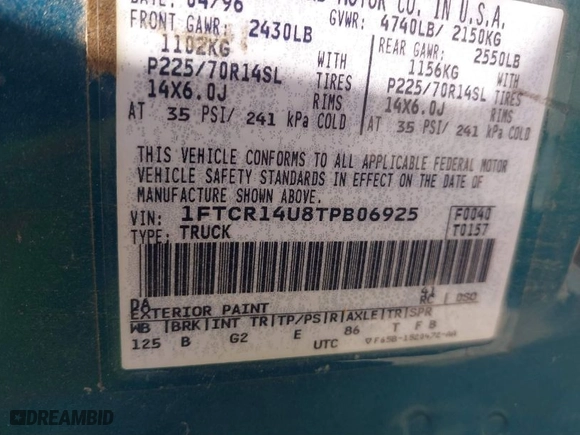 DATE: 04/96
MOTOR CO. IN U.S.A.
FRONT GAWR: 2430LB
1102KG WITH
P225/70R14SL TIRES
14X6.0J RIMS
AT 35 PSI/ 241 kPa COLD
GVWR: 4740LB/ 2150KG
REAR GAWR: 2550LB
1156KG WITH
P225/70R14SL TIRES
14X6.0J RIMS
AT 35 PSI/ 241 kPa COLD
THIS VEHICLE CONFORMS TO ALL APPLICABLE FEDERAL MOTOR
VEHICLE SAFETY STANDARDS IN EFFECT ON THE DATE OF
MANUFACTURE SHOWN ABOVE.
VIN: 1FTCR14U8TPB06925 F0040
TYPE: TRUCK T0157
DA 41
EXTERIOR PAINT RC DSO
WB BRK INT TR TP/PS R AXLE TR SPR
125 B G2 E 86 T F B
UTC
DREAMBID